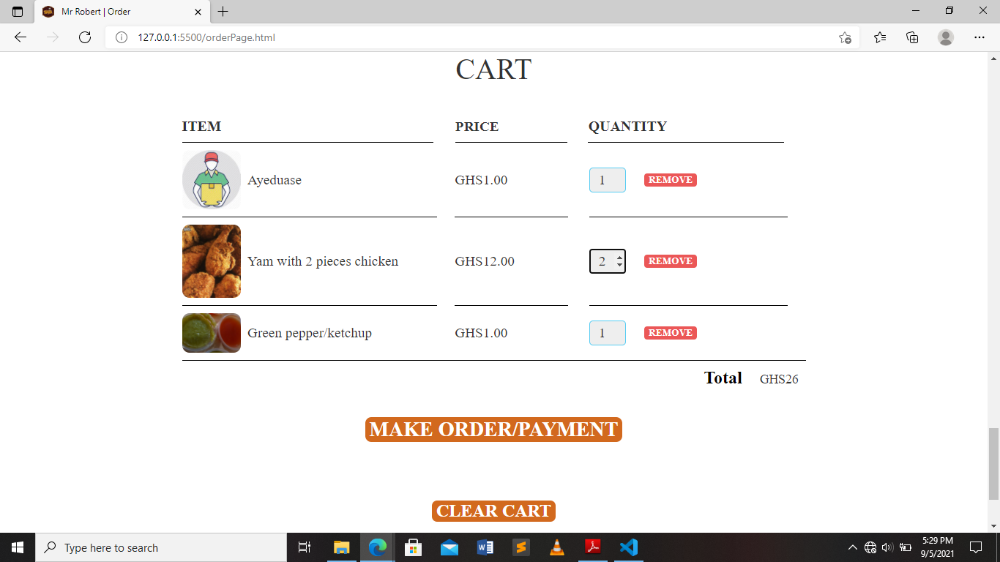 Mr Robert | Order
127.0.0.1:5500/orderPage.html
CART
ITEM PRICE QUANTITY
Ayeduase GHS1.00 1 REMOVE
Yam with 2 pieces chicken GHS12.00 2 REMOVE
Green pepper/ketchup GHS1.00 1 REMOVE
Total GHS26
MAKE ORDER/PAYMENT
CLEAR CART
Type here to search
5:29 PM
9/5/2021